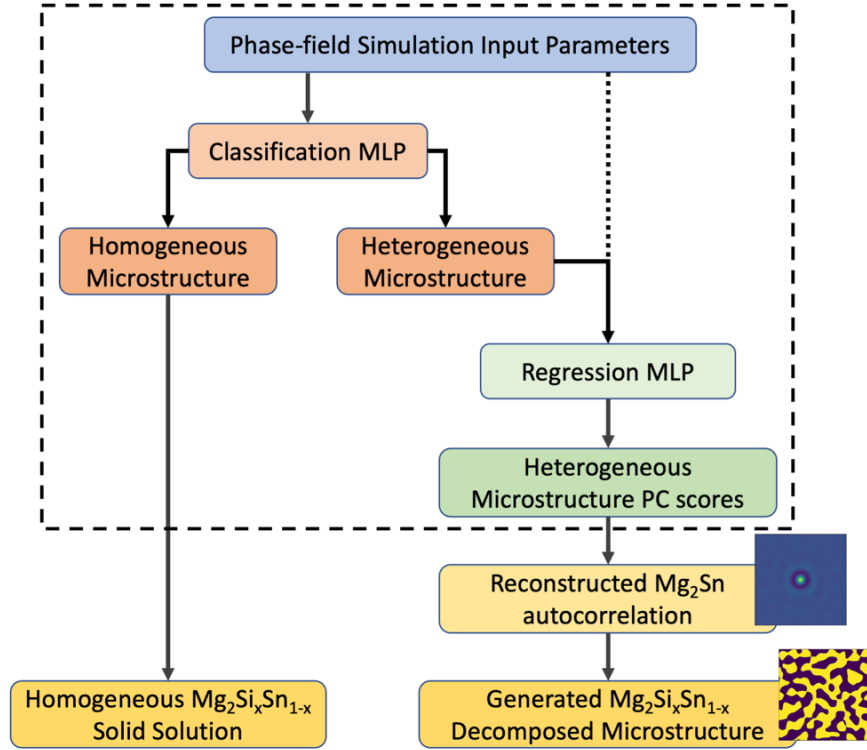 Phase-field Simulation Input Parameters
Classification MLP
Homogeneous
Microstructure
Heterogeneous
Microstructure
Regression MLP
Heterogeneous
Microstructure PC scores
Reconstructed Mg₂Sn
autocorrelation
Homogeneous Mg₂SiₓSn₁₋ₓ
Solid Solution
Generated Mg₂SiₓSn₁₋ₓ
Decomposed Microstructure